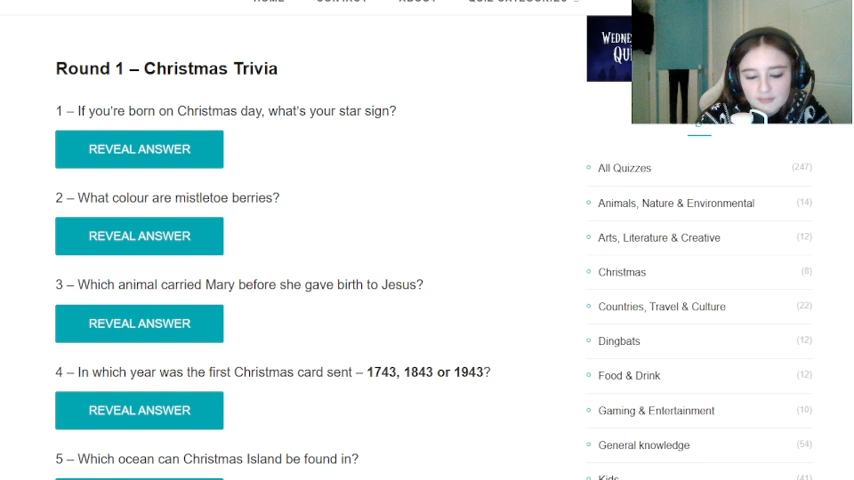 Round 1 – Christmas Trivia
1 – If you're born on Christmas day, what's your star sign?
REVEAL ANSWER
2 – What colour are mistletoe berries?
REVEAL ANSWER
3 – Which animal carried Mary before she gave birth to Jesus?
REVEAL ANSWER
4 – In which year was the first Christmas card sent – 1743, 1843 or 1943?
REVEAL ANSWER
5 – Which ocean can Christmas Island be found in?
All Quizzes (247)
Animals, Nature & Environmental (14)
Arts, Literature & Creative (12)
Christmas (8)
Countries, Travel & Culture (22)
Dingbats (12)
Food & Drink (12)
Gaming & Entertainment (10)
General knowledge (54)